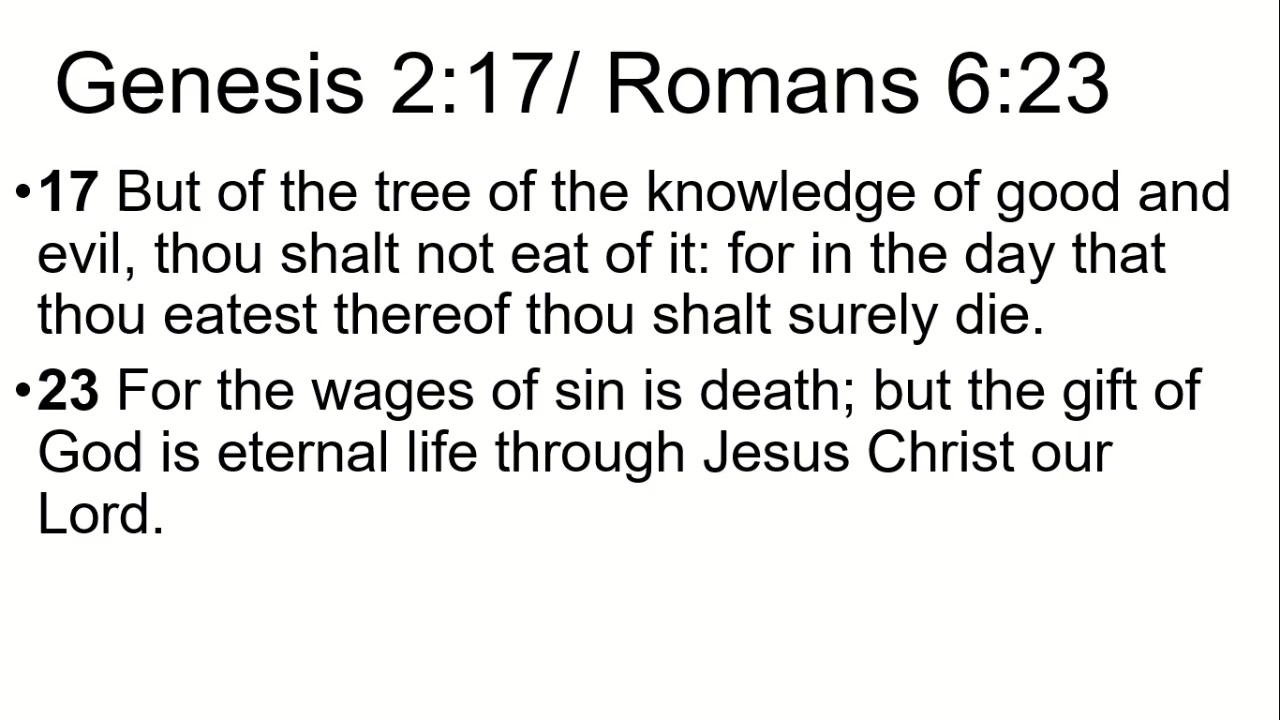 Genesis 2:17/ Romans 6:23
•17 But of the tree of the knowledge of good and
evil, thou shalt not eat of it: for in the day that
thou eatest thereof thou shalt surely die.
•23 For the wages of sin is death; but the gift of
God is eternal life through Jesus Christ our
Lord.